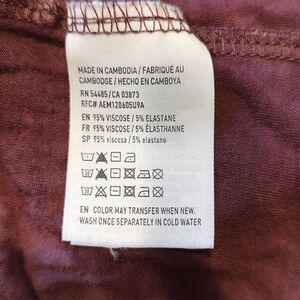 MADE IN CAMBODIA / FABRIQUÉ AU
CAMBODGE / HECHO EN CAMBOYA
RN 54485/CA 03873
RFC# AEM120605U9A
EN 95% VISCOSE / 5% ELASTANE
FR 95% VISCOSE / 5% ÉLASTHANNE
SP 95% viscosa / 5% elastano
EN COLOR MAY TRANSFER WHEN NEW.
WASH ONCE SEPARATELY IN COLD WATER